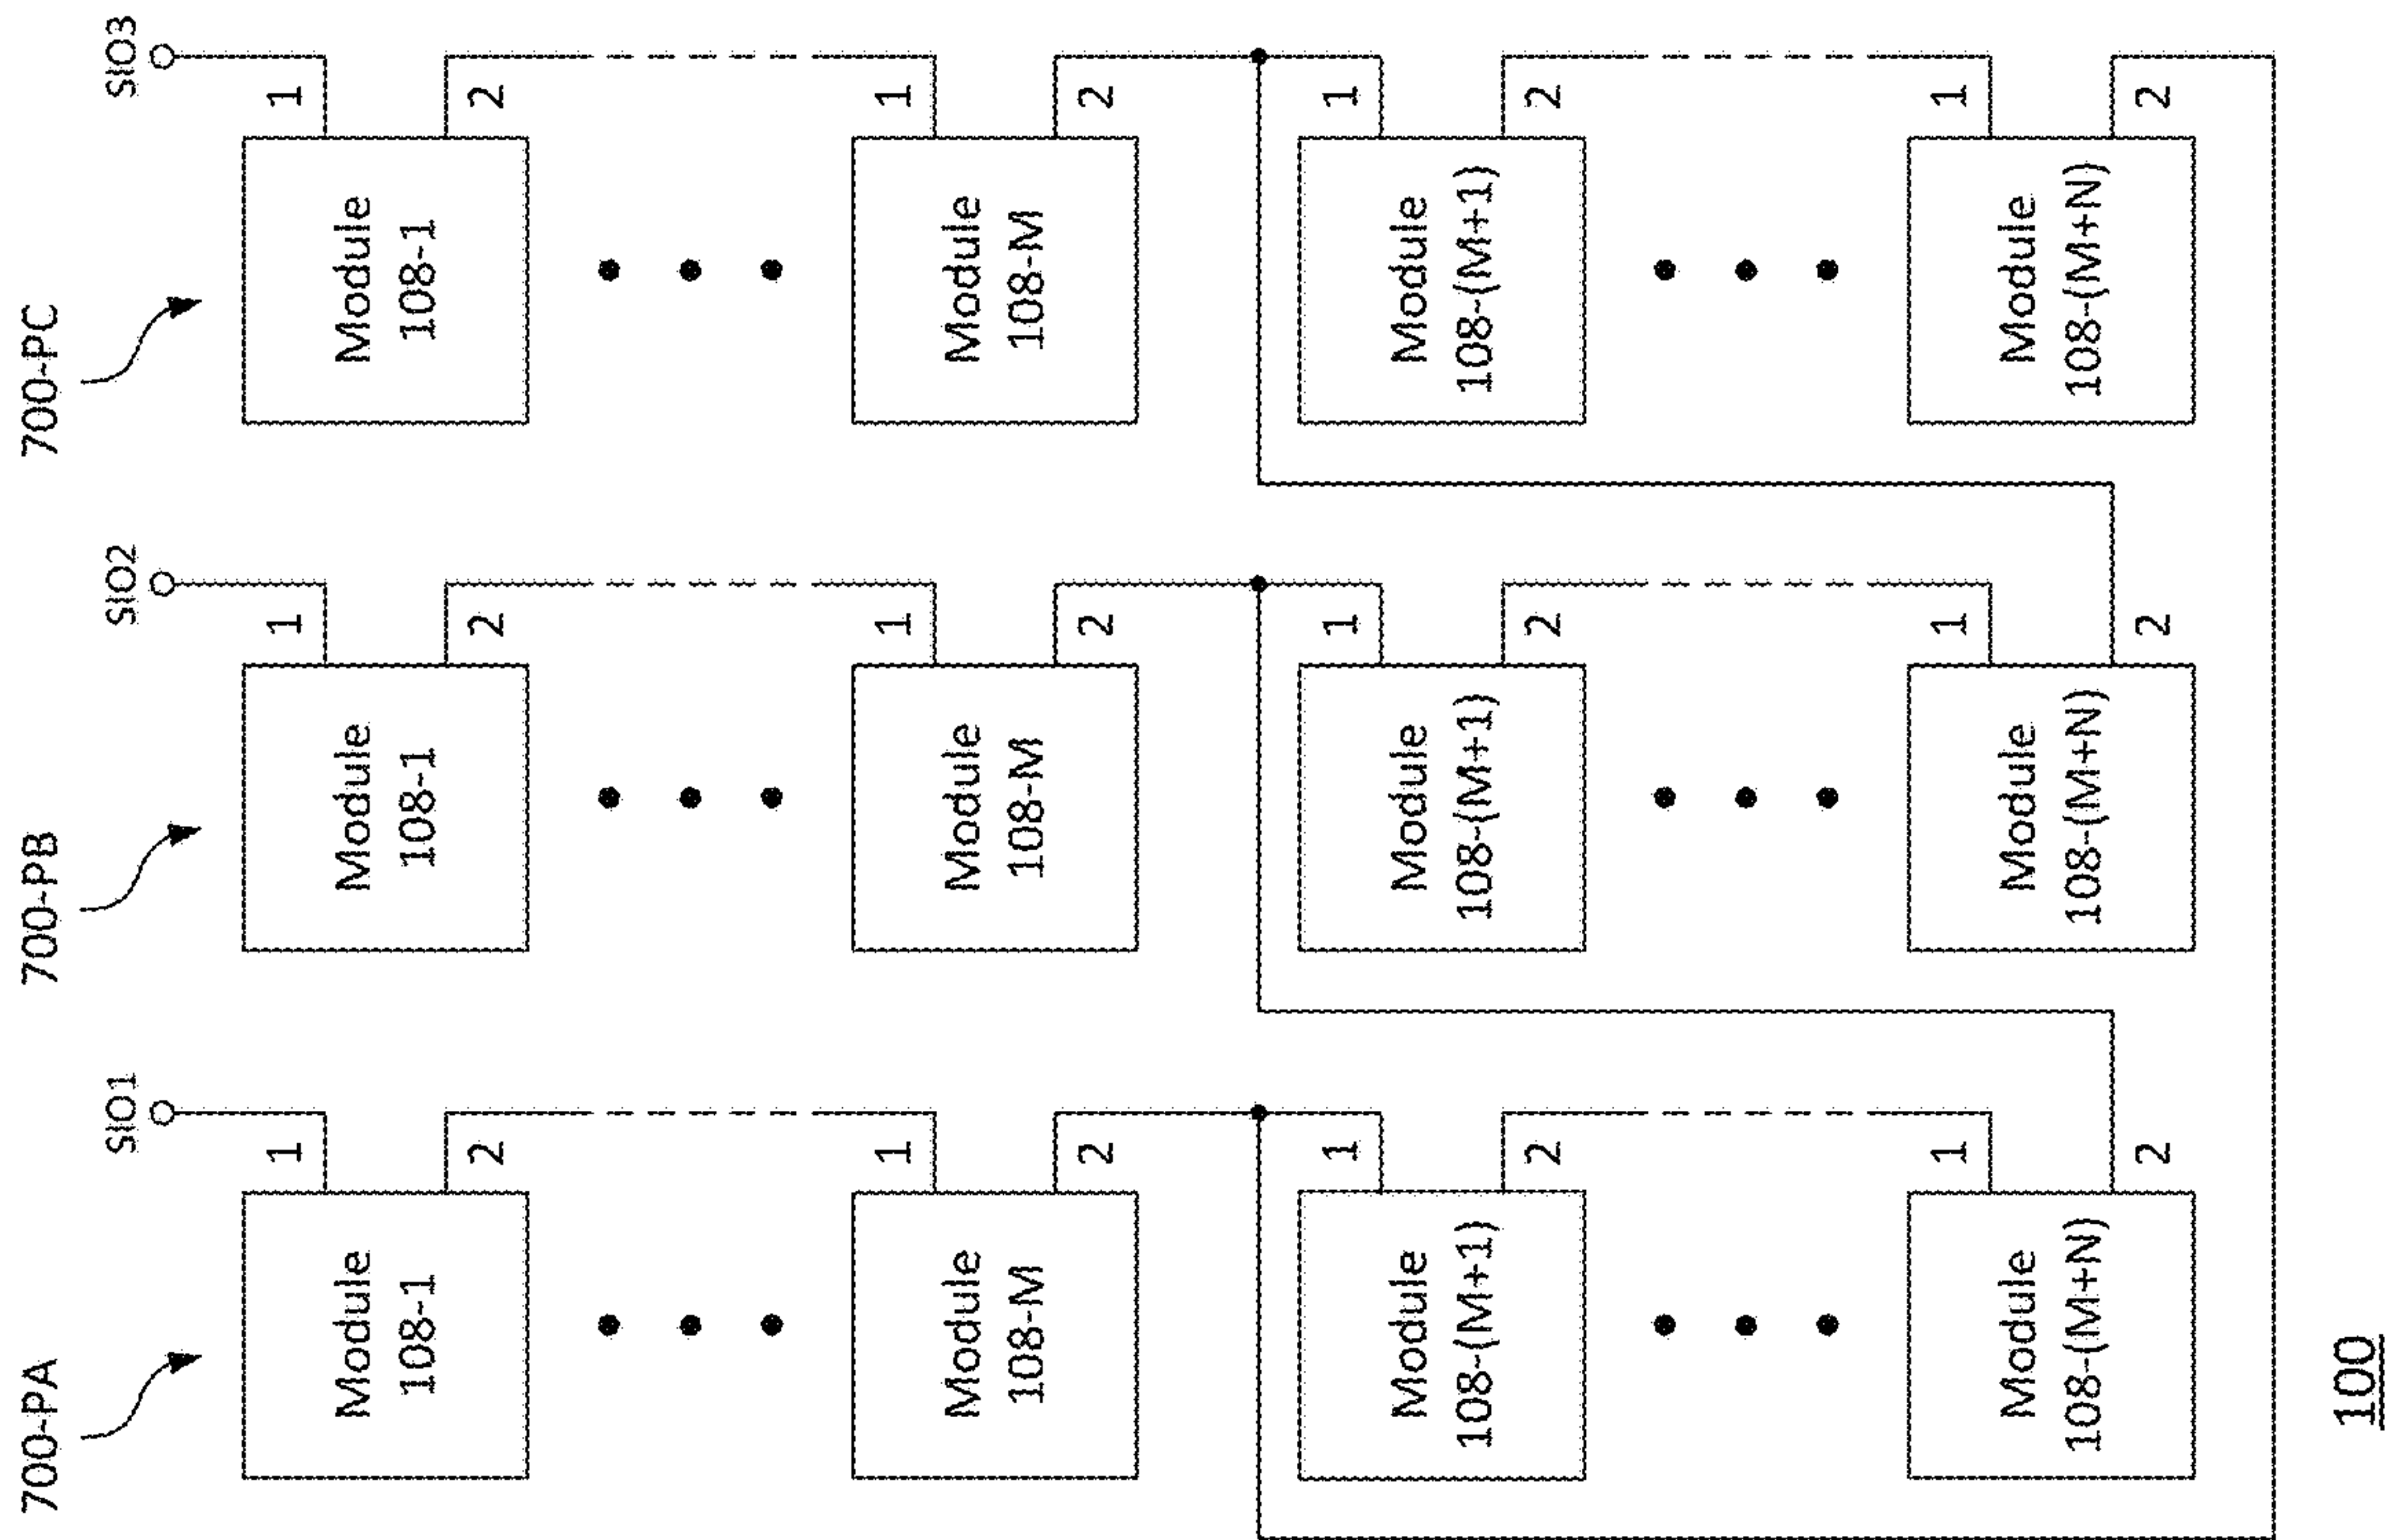 700-PA
700-PB
700-PC
SIO1
SIO2
SIO3
1
1
1
Module
108-1
Module
108-1
Module
108-1
2
2
2
1
1
1
Module
108-M
Module
108-M
Module
108-M
2
2
2
1
1
1
Module
108-(M+1)
Module
108-(M+1)
Module
108-(M+1)
2
2
2
1
1
1
Module
108-(M+N)
Module
108-(M+N)
Module
108-(M+N)
2
2
2
100